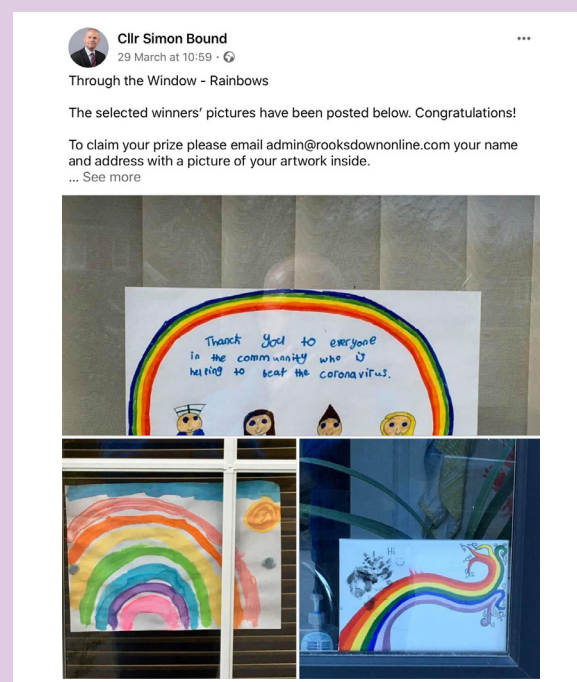 Cllr Simon Bound
29 March at 10:59 ·
Through the Window - Rainbows
The selected winners' pictures have been posted below. Congratulations!
To claim your prize please email admin@rooksdownonline.com your name
and address with a picture of your artwork inside.
... See more
Thanck you to everyone
in the community who is
helping to beat the coronavirus.
Hi